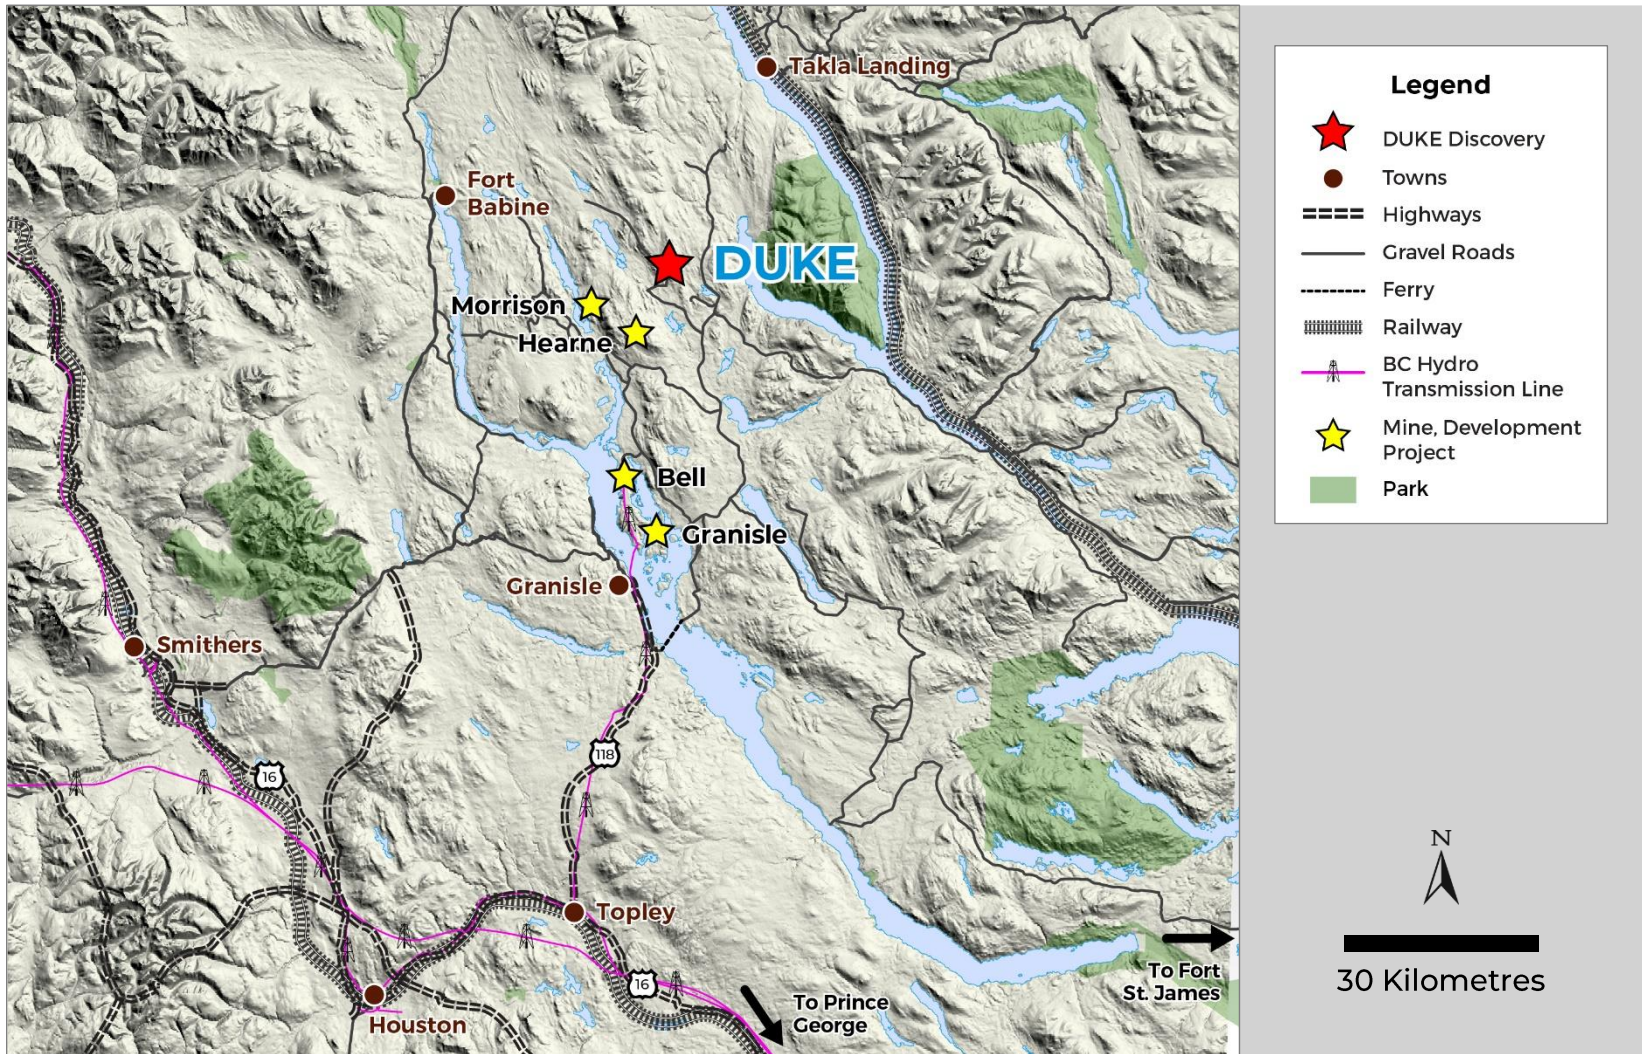 Takla Landing
Fort
Babine
DUKE
Morrison
Hearne
Bell
Granisle
Granisle
Smithers
118
16
Topley
16
Houston
To Prince
George
To Fort
St. James
Legend
DUKE Discovery
Towns
Highways
Gravel Roads
Ferry
Railway
BC Hydro
Transmission Line
Mine, Development
Project
Park
N
30 Kilometres